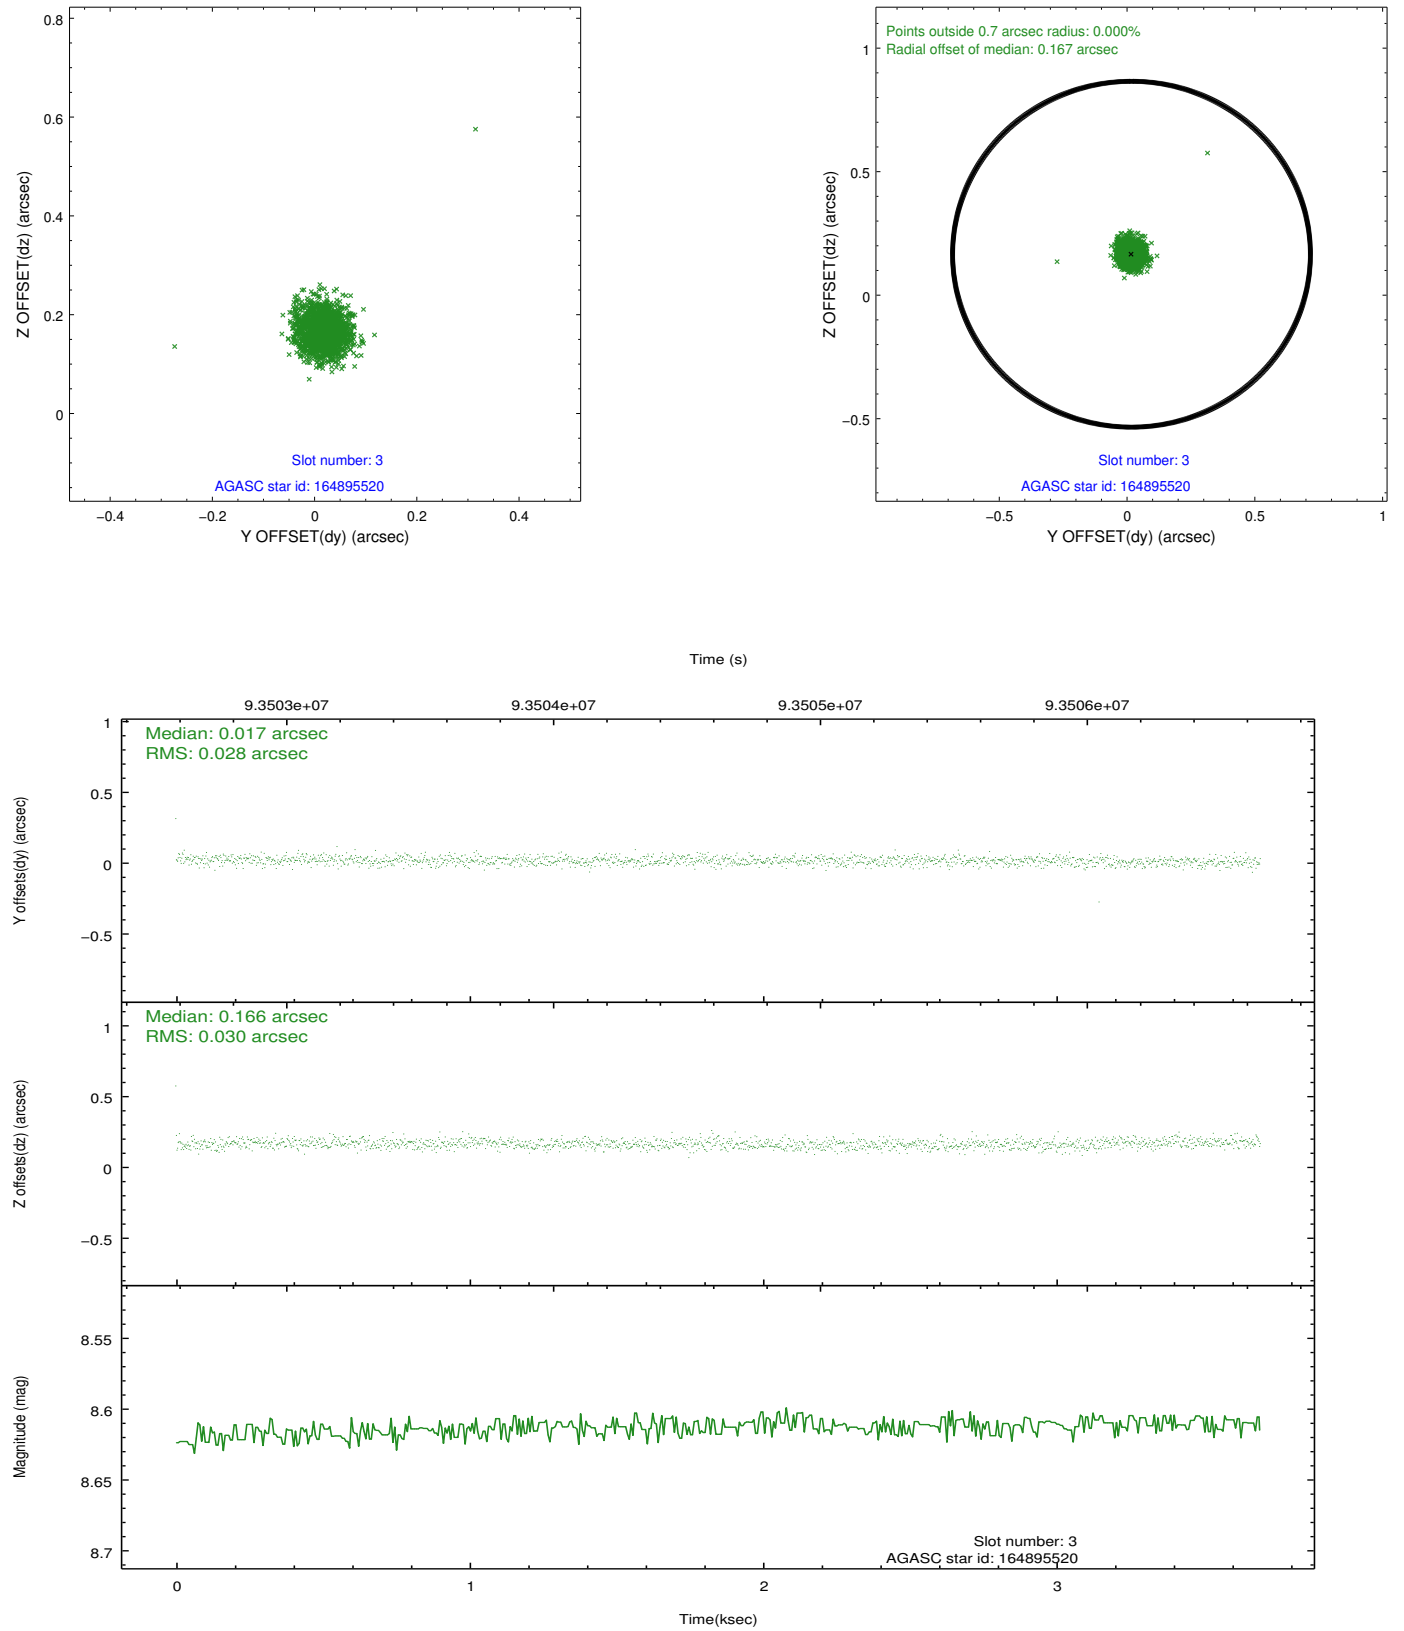 0.8
0.6
0.4
0.2
0
Z OFFSET(dz) (arcsec)
−0.4
−0.2
0
0.2
0.4
Y OFFSET(dy) (arcsec)
Slot number: 3
AGASC star id: 164895520
Points outside 0.7 arcsec radius: 0.000%
Radial offset of median: 0.167 arcsec
1
0.5
0
−0.5
Z OFFSET(dz) (arcsec)
Slot number: 3
AGASC star id: 164895520
−0.5
0
0.5
1
Y OFFSET(dy) (arcsec)
Time (s)
9.3503e+07
9.3504e+07
9.3505e+07
9.3506e+07
Median: 0.017 arcsec
RMS: 0.028 arcsec
1
0.5
0
−0.5
Y offsets(dy) (arcsec)
Median: 0.166 arcsec
RMS: 0.030 arcsec
1
0.5
0
−0.5
Z offsets(dz) (arcsec)
8.55
8.6
8.65
8.7
Magnitude (mag)
Slot number: 3
AGASC star id: 164895520
0
1
2
3
Time(ksec)